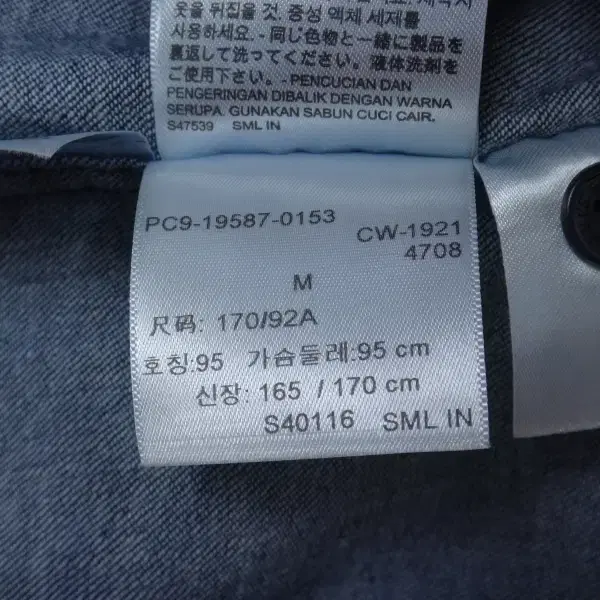 옷을 뒤집을 것. 중성 액체 세제를
사용하세요. - 同じ色物と一緒に製品を
裏返して洗ってください。液体洗剤を
ご使用下さい。- PENCUCIAN DAN
PENGERINGAN DIBALIK DENGAN WARNA
SERUPA. GUNAKAN SABUN CUCI CAIR.
S47539 SML IN
PC9-19587-0153
CW-1921
4708
M
尺码: 170/92A
호칭:95 가슴둘레:95 cm
신장: 165 / 170 cm
S40116 SML IN